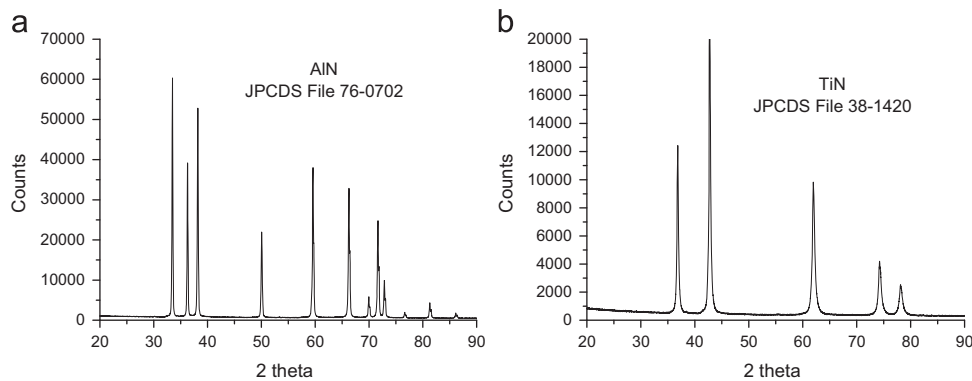 a
70000
60000
50000
40000
30000
20000
10000
0
Counts
AlN
JPCDS File 76-0702
20 30 40 50 60 70 80 90
2 theta
b
20000
18000
16000
14000
12000
10000
8000
6000
4000
2000
0
Counts
TiN
JPCDS File 38-1420
20 30 40 50 60 70 80 90
2 theta